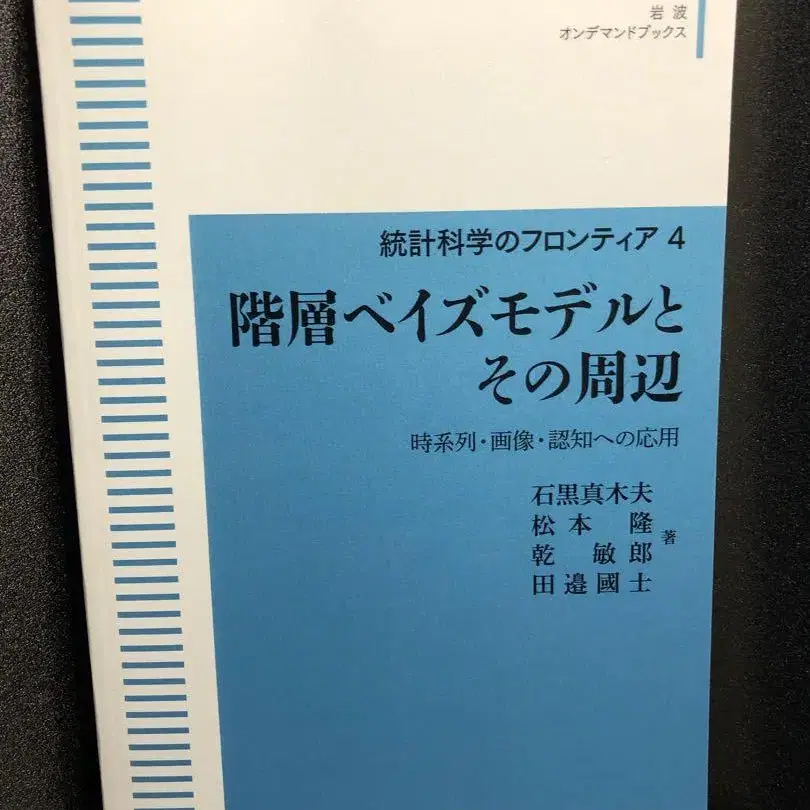 岩波
オンデマンドブックス
統計科学のフロンティア 4
階層ベイズモデルと
その周辺
時系列・画像・認知への応用
石黒真木夫
松本 隆
乾 敏郎
田邉國士
著